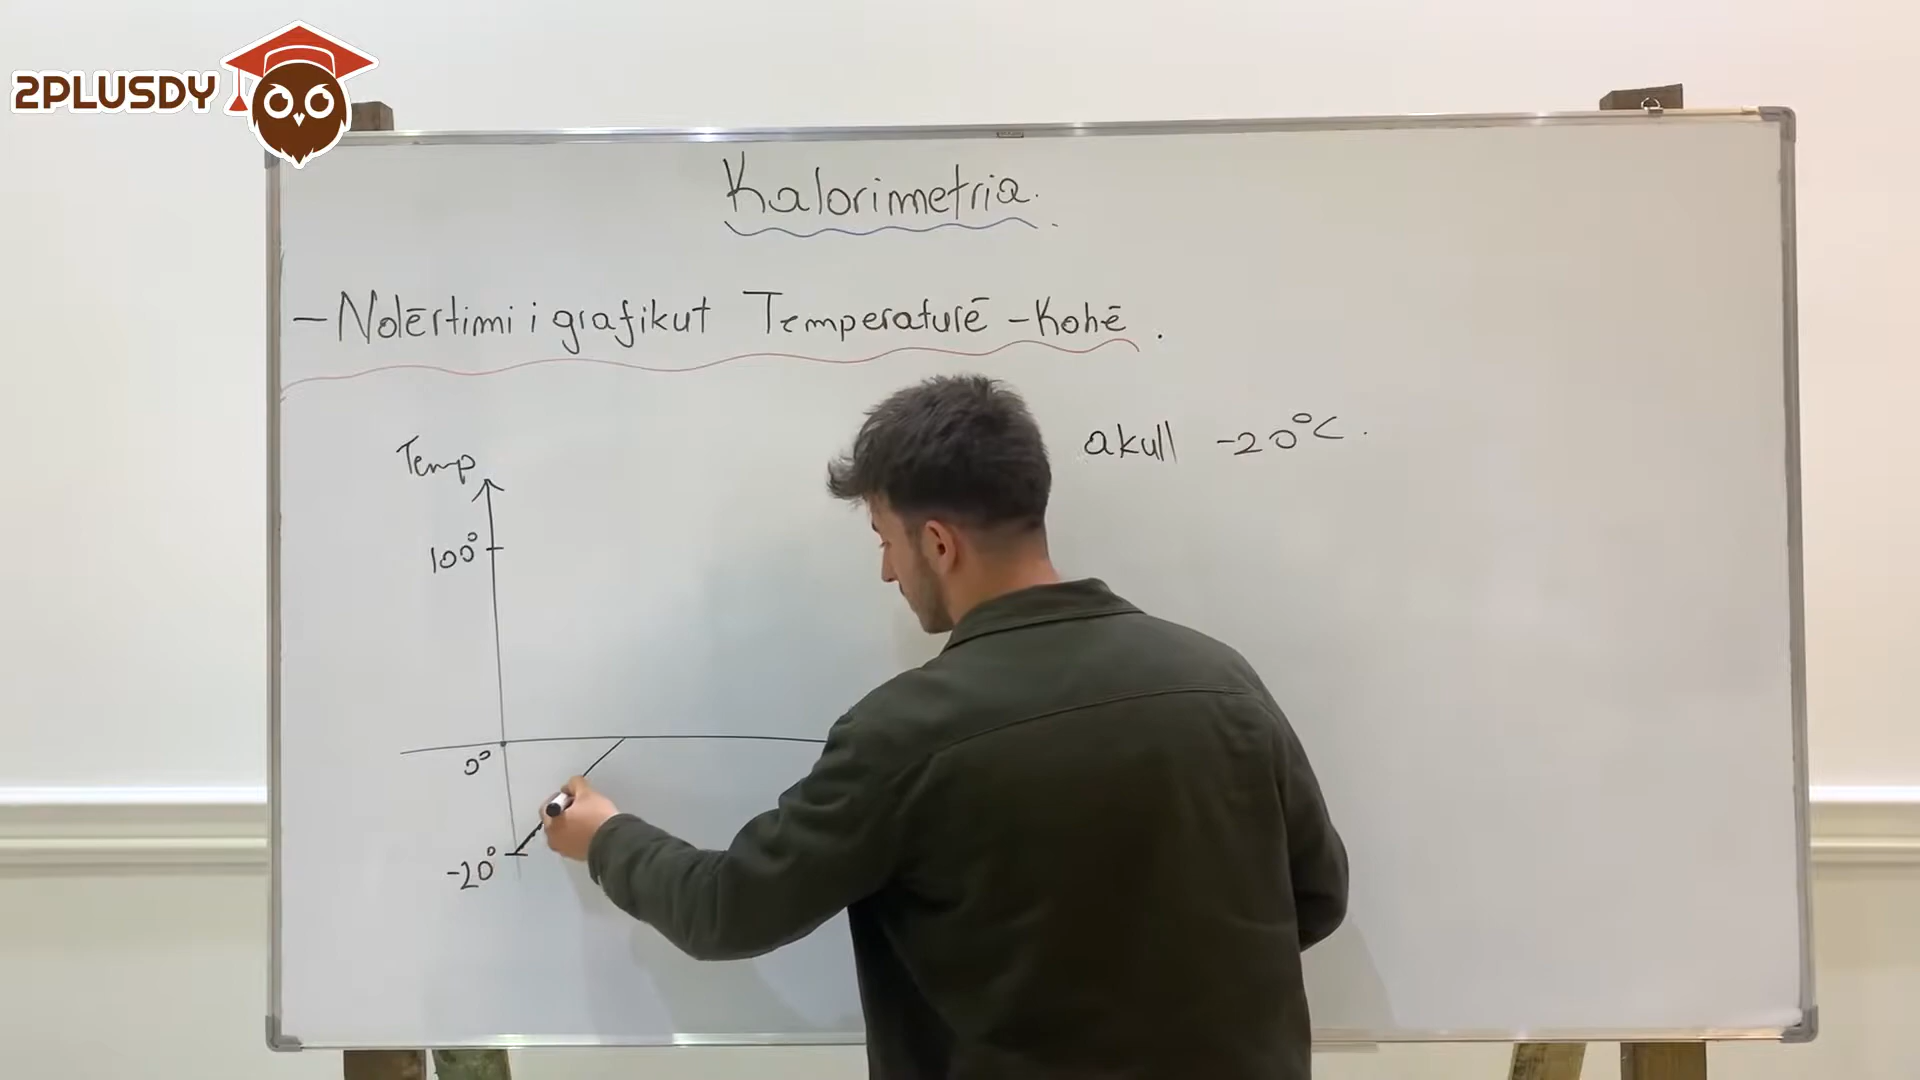 2PLUSDY
Kalorimetria.
- Ndërtimi i grafikut Temperaturë - Kohë.
akull -20°C.
Temp
100°
0°
-20°